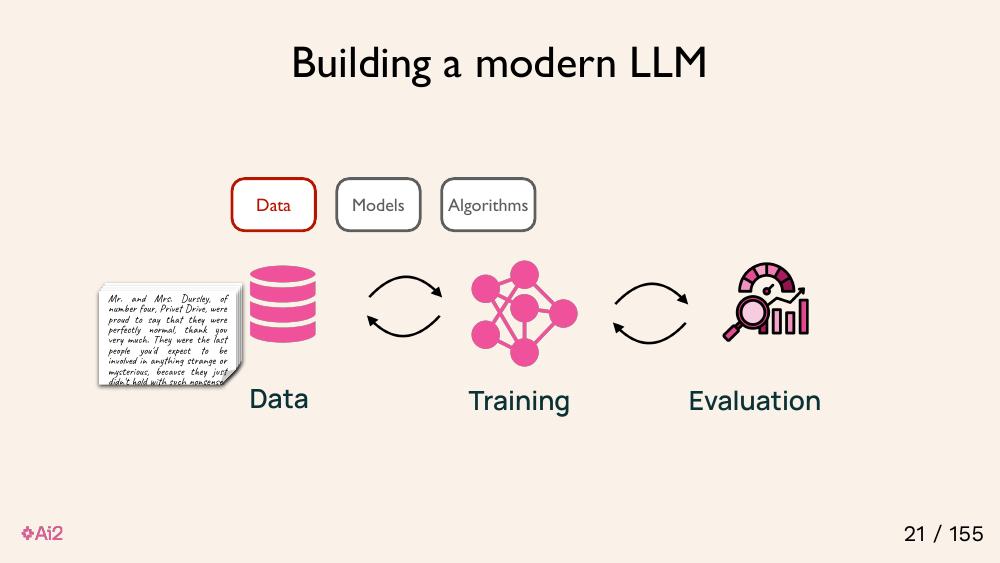 Building a modern LLM
Data
Models
Algorithms
Mr. and Mrs. Dursley, of
number four, Privet Drive, were
proud to say that they were
perfectly normal, thank you
very much. They were the last
people you'd expect to be
involved in anything strange or
mysterious, because they just
didn't hold with such nonsense.
Data
Training
Evaluation
Ai2
21 / 155